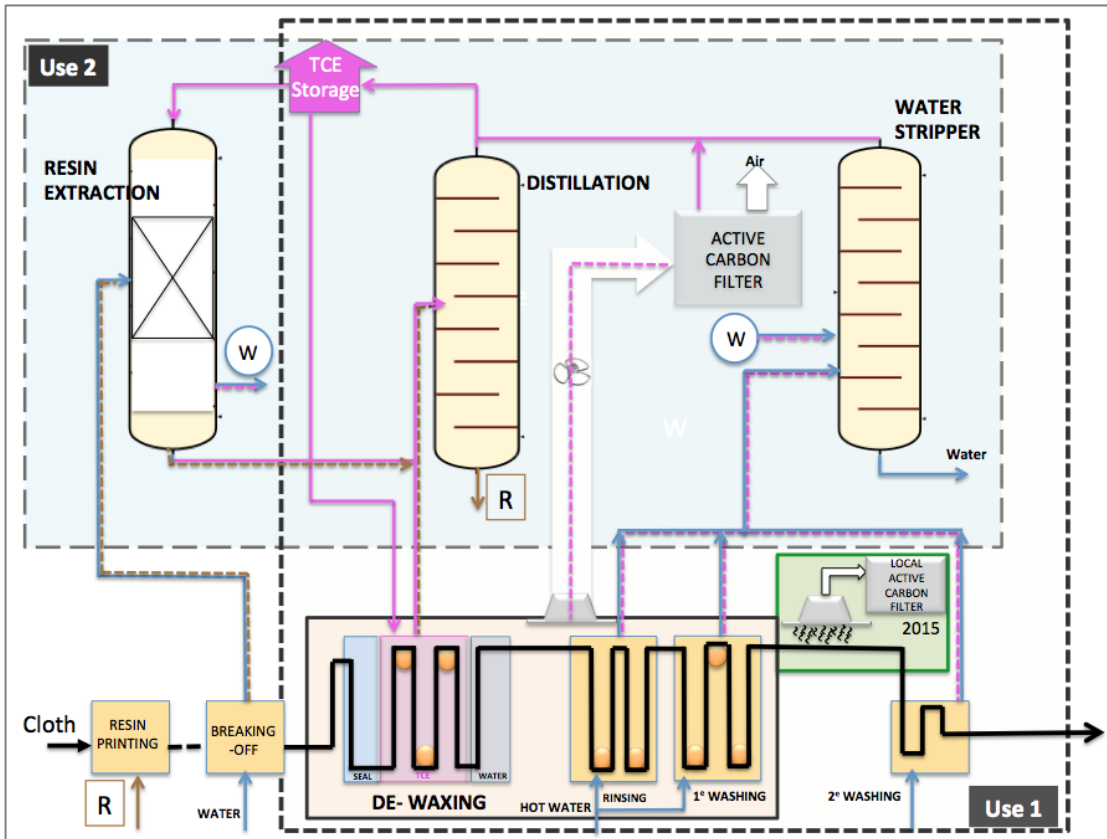 Use 2
TCE
Storage
WATER
STRIPPER
RESIN
EXTRACTION
Air
DISTILLATION
ACTIVE
CARBON
FILTER
W
W
W
Water
R
LOCAL
ACTIVE
CARBON
FILTER
2015
Cloth
RESIN
PRINTING
BREAKING
-OFF
SEAL
TCE
WATER
R
WATER
DE- WAXING
HOT WATER
RINSING
1ᵉ WASHING
2ᵉ WASHING
Use 1